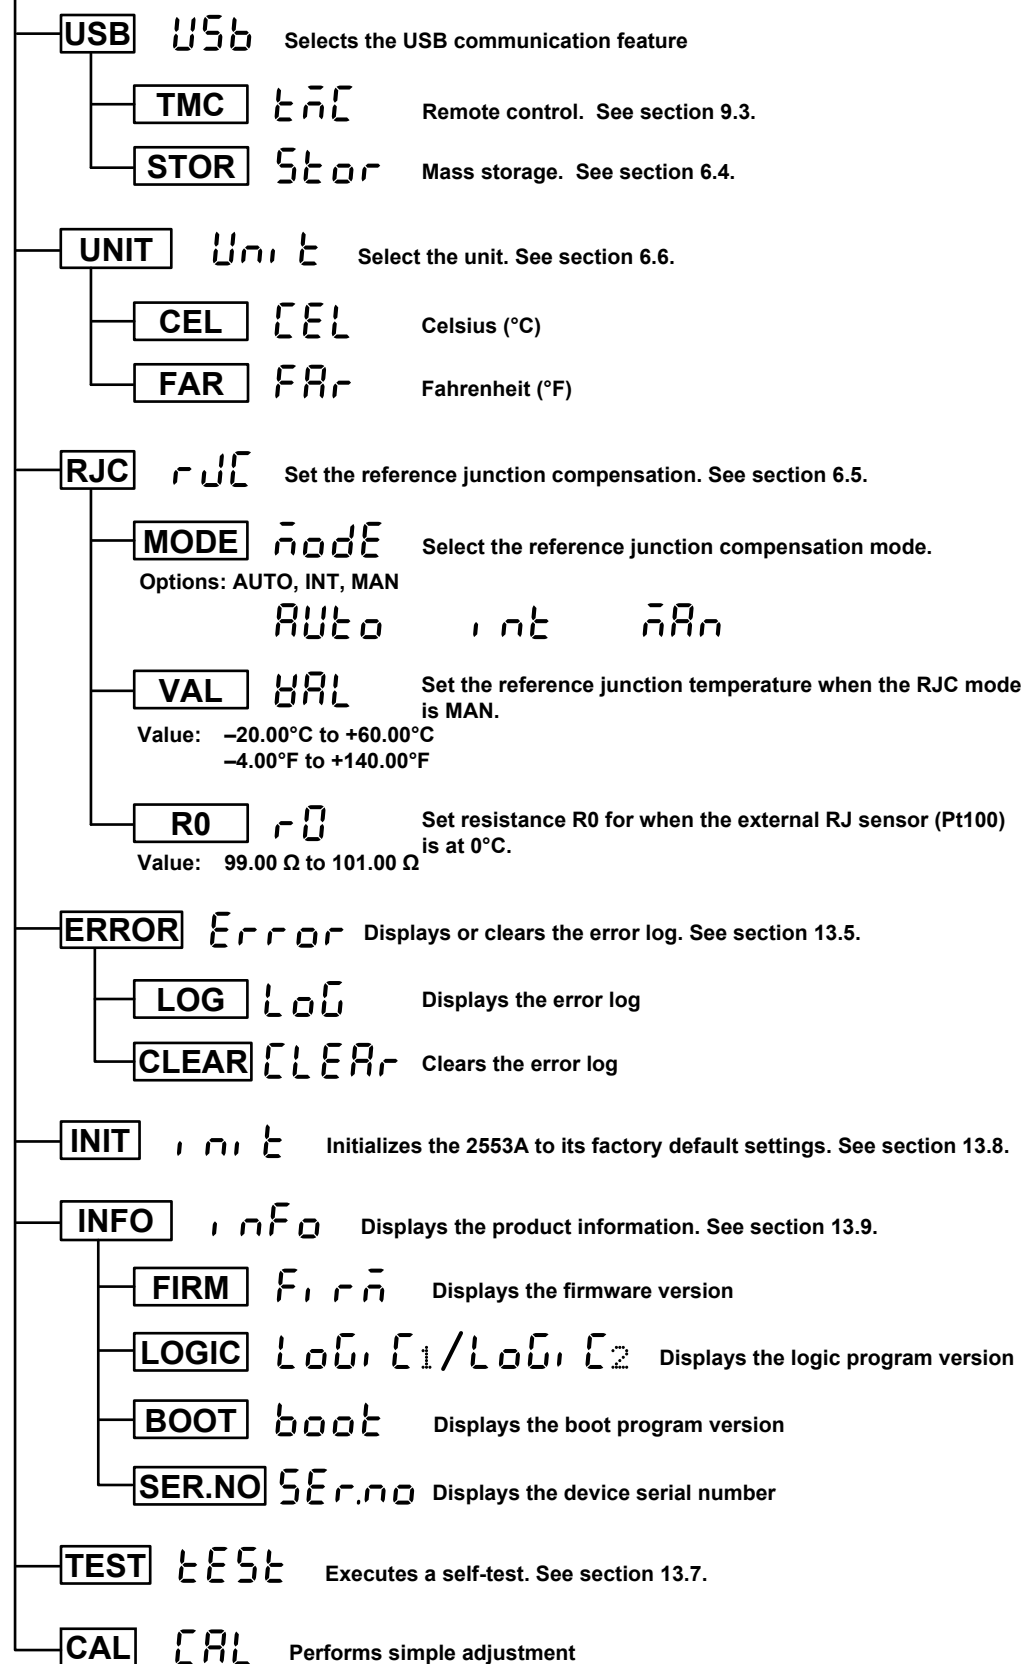 USB USb Selects the USB communication feature
TMC tmC Remote control. See section 9.3.
STOR Stor Mass storage. See section 6.4.
UNIT Unit Select the unit. See section 6.6.
CEL CEL Celsius (°C)
FAR FAr Fahrenheit (°F)
RJC rJC Set the reference junction compensation. See section 6.5.
MODE modE Select the reference junction compensation mode.
Options: AUTO, INT, MAN
AUto int mAn
VAL VAL Set the reference junction temperature when the RJC mode
is MAN.
Value: –20.00°C to +60.00°C
–4.00°F to +140.00°F
R0 r0 Set resistance R0 for when the external RJ sensor (Pt100)
is at 0°C.
Value: 99.00 Ω to 101.00 Ω
ERROR Error Displays or clears the error log. See section 13.5.
LOG LoG Displays the error log
CLEAR CLEAr Clears the error log
INIT init Initializes the 2553A to its factory default settings. See section 13.8.
INFO inFo Displays the product information. See section 13.9.
FIRM Firm Displays the firmware version
LOGIC LoGiC1/LoGiC2 Displays the logic program version
BOOT boot Displays the boot program version
SER.NO SEr.no Displays the device serial number
TEST tESt Executes a self-test. See section 13.7.
CAL CAL Performs simple adjustment